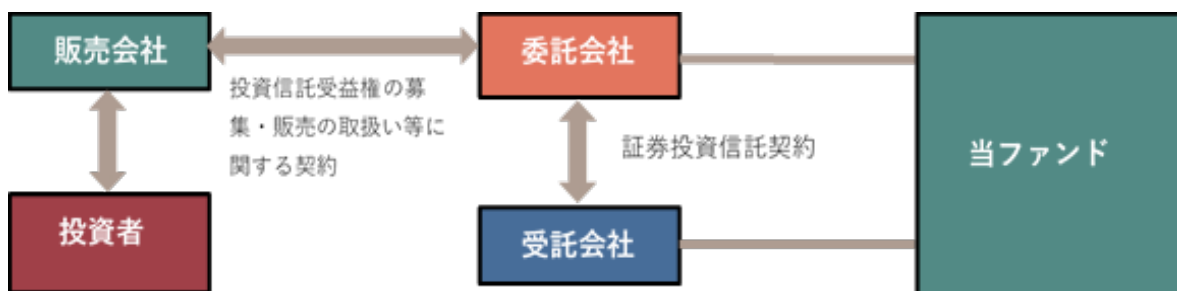 販売会社
委託会社
投資信託受益権の募
集・販売の取扱い等に
関する契約
証券投資信託契約
当ファンド
投資者
受託会社